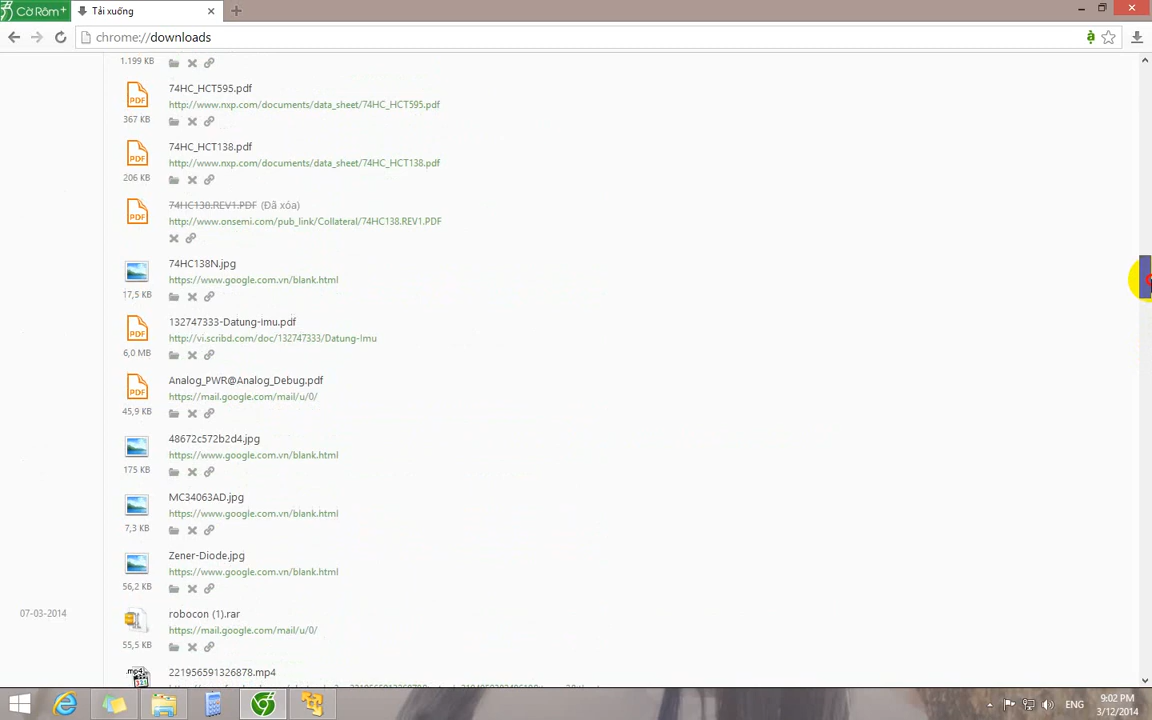 CờRôm+
Tải xuống
chrome://downloads
1.199 KB
74HC_HCT595.pdf
http://www.nxp.com/documents/data_sheet/74HC_HCT595.pdf
367 KB
74HC_HCT138.pdf
http://www.nxp.com/documents/data_sheet/74HC_HCT138.pdf
206 KB
74HC138.REV1.PDF (Đã xóa)
http://www.onsemi.com/pub_link/Collateral/74HC138.REV1.PDF
74HC138N.jpg
https://www.google.com.vn/blank.html
17,5 KB
132747333-Datung-imu.pdf
http://vi.scribd.com/doc/132747333/Datung-Imu
6,0 MB
Analog_PWR@Analog_Debug.pdf
https://mail.google.com/mail/u/0/
45,9 KB
48672c572b2d4.jpg
https://www.google.com.vn/blank.html
175 KB
MC34063AD.jpg
https://www.google.com.vn/blank.html
7,3 KB
Zener-Diode.jpg
https://www.google.com.vn/blank.html
56,2 KB
07-03-2014
robocon (1).rar
https://mail.google.com/mail/u/0/
55,5 KB
221956591326878.mp4
ENG
9:02 PM
3/12/2014